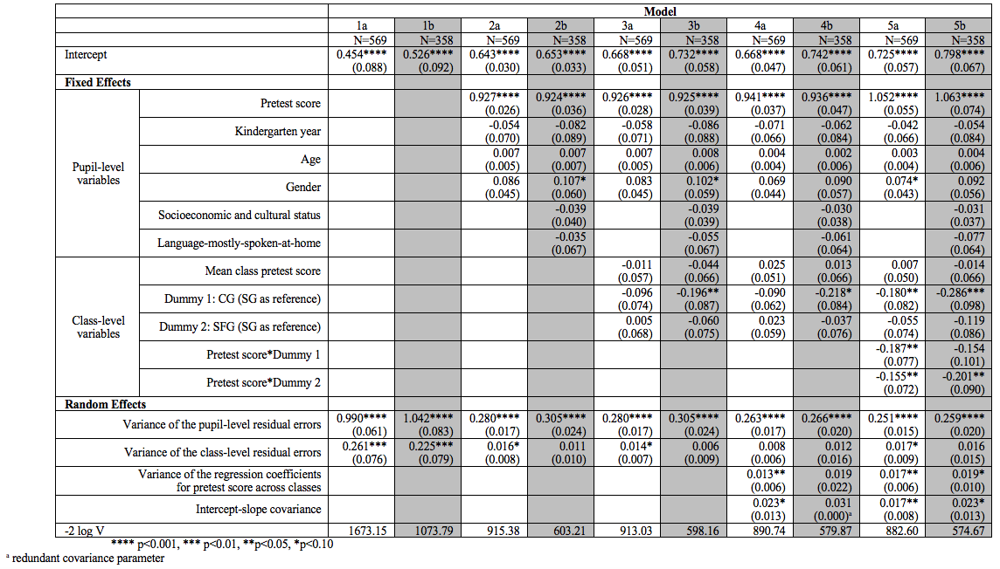 Model
1a 1b 2a 2b 3a 3b 4a 4b 5a 5b
N=569 N=358 N=569 N=358 N=569 N=358 N=569 N=358 N=569 N=358
Intercept 0.454**** 0.526**** 0.643**** 0.653**** 0.668**** 0.732**** 0.668**** 0.742**** 0.725**** 0.798****
(0.088) (0.092) (0.030) (0.033) (0.051) (0.058) (0.047) (0.061) (0.057) (0.067)
Fixed Effects
Pupil-level variables
Pretest score 0.927**** 0.924**** 0.926**** 0.925**** 0.941**** 0.936**** 1.052**** 1.063****
(0.026) (0.036) (0.028) (0.039) (0.037) (0.047) (0.055) (0.074)
Kindergarten year -0.054 -0.082 -0.058 -0.086 -0.071 -0.062 -0.042 -0.054
(0.070) (0.089) (0.071) (0.088) (0.066) (0.084) (0.066) (0.084)
Age 0.007 0.007 0.007 0.008 0.004 0.002 0.003 0.004
(0.005) (0.007) (0.005) (0.006) (0.004) (0.006) (0.004) (0.006)
Gender 0.086 0.107* 0.083 0.102* 0.069 0.090 0.074* 0.092
(0.045) (0.060) (0.045) (0.059) (0.044) (0.057) (0.043) (0.056)
Socioeconomic and cultural status -0.039 -0.039 -0.030 -0.031
(0.040) (0.039) (0.038) (0.037)
Language-mostly-spoken-at-home -0.035 -0.055 -0.061 -0.077
(0.067) (0.067) (0.064) (0.064)
Class-level variables
Mean class pretest score -0.011 -0.044 0.025 0.013 0.007 -0.014
(0.057) (0.066) (0.051) (0.066) (0.050) (0.066)
Dummy 1: CG (SG as reference) -0.096 -0.196** -0.090 -0.218* -0.180** -0.286***
(0.074) (0.087) (0.062) (0.084) (0.082) (0.098)
Dummy 2: SFG (SG as reference) 0.005 -0.060 0.023 -0.037 -0.055 -0.119
(0.068) (0.075) (0.059) (0.076) (0.074) (0.086)
Pretest score*Dummy 1 -0.187** -0.154
(0.077) (0.101)
Pretest score*Dummy 2 -0.155** -0.201**
(0.072) (0.090)
Random Effects
Variance of the pupil-level residual errors 0.990**** 1.042**** 0.280**** 0.305**** 0.280**** 0.305**** 0.263**** 0.266**** 0.251**** 0.259****
(0.061) (0.083) (0.017) (0.024) (0.017) (0.024) (0.017) (0.020) (0.015) (0.020)
Variance of the class-level residual errors 0.261*** 0.225*** 0.016* 0.011 0.014* 0.006 0.008 0.012 0.017* 0.016
(0.076) (0.079) (0.008) (0.010) (0.007) (0.009) (0.006) (0.016) (0.009) (0.015)
Variance of the regression coefficients 0.013** 0.019 0.017** 0.019*
for pretest score across classes (0.006) (0.022) (0.006) (0.010)
Intercept-slope covariance 0.023* 0.031 0.017** 0.023*
(0.013) (0.000)ᵃ (0.008) (0.013)
-2 log V 1673.15 1073.79 915.38 603.21 913.03 598.16 890.74 579.87 882.60 574.67
**** p<0.001, *** p<0.01, **p<0.05, *p<0.10
ᵃ redundant covariance parameter